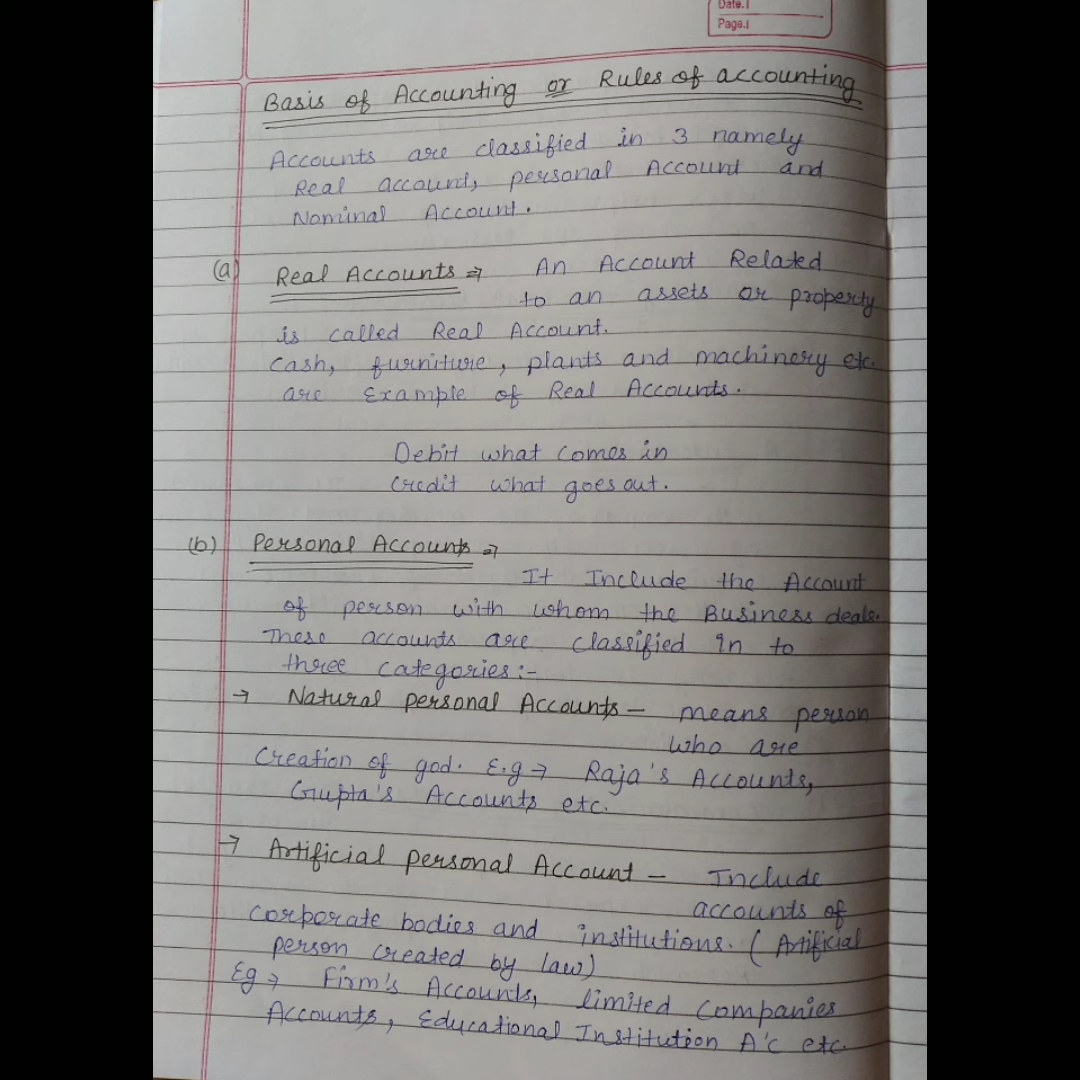 Date.
Page.
Basis of Accounting or Rules of accounting
Accounts are classified in 3 namely
Real account, personal Account and
Nominal Account.
(a) Real Accounts ⇒ An Account Related
to an assets or property
is called Real Account.
Cash, furniture, plants and machinery etc.
are Example of Real Accounts.
Debit what comes in
Credit what goes out.
(b) Personal Accounts ⇒
It Include the Account
of person with whom the Business deals.
These accounts are classified in to
three categories:-
→ Natural personal Accounts – means person
who are
Creation of god. E.g → Raja's Accounts,
Gupta's Accounts etc.
→ Artificial personal Account – Include
accounts of
corporate bodies and institutions. (Artificial
person created by law)
Eg → Firm's Accounts, limited Companies
Accounts, Educational Institution A'c etc.